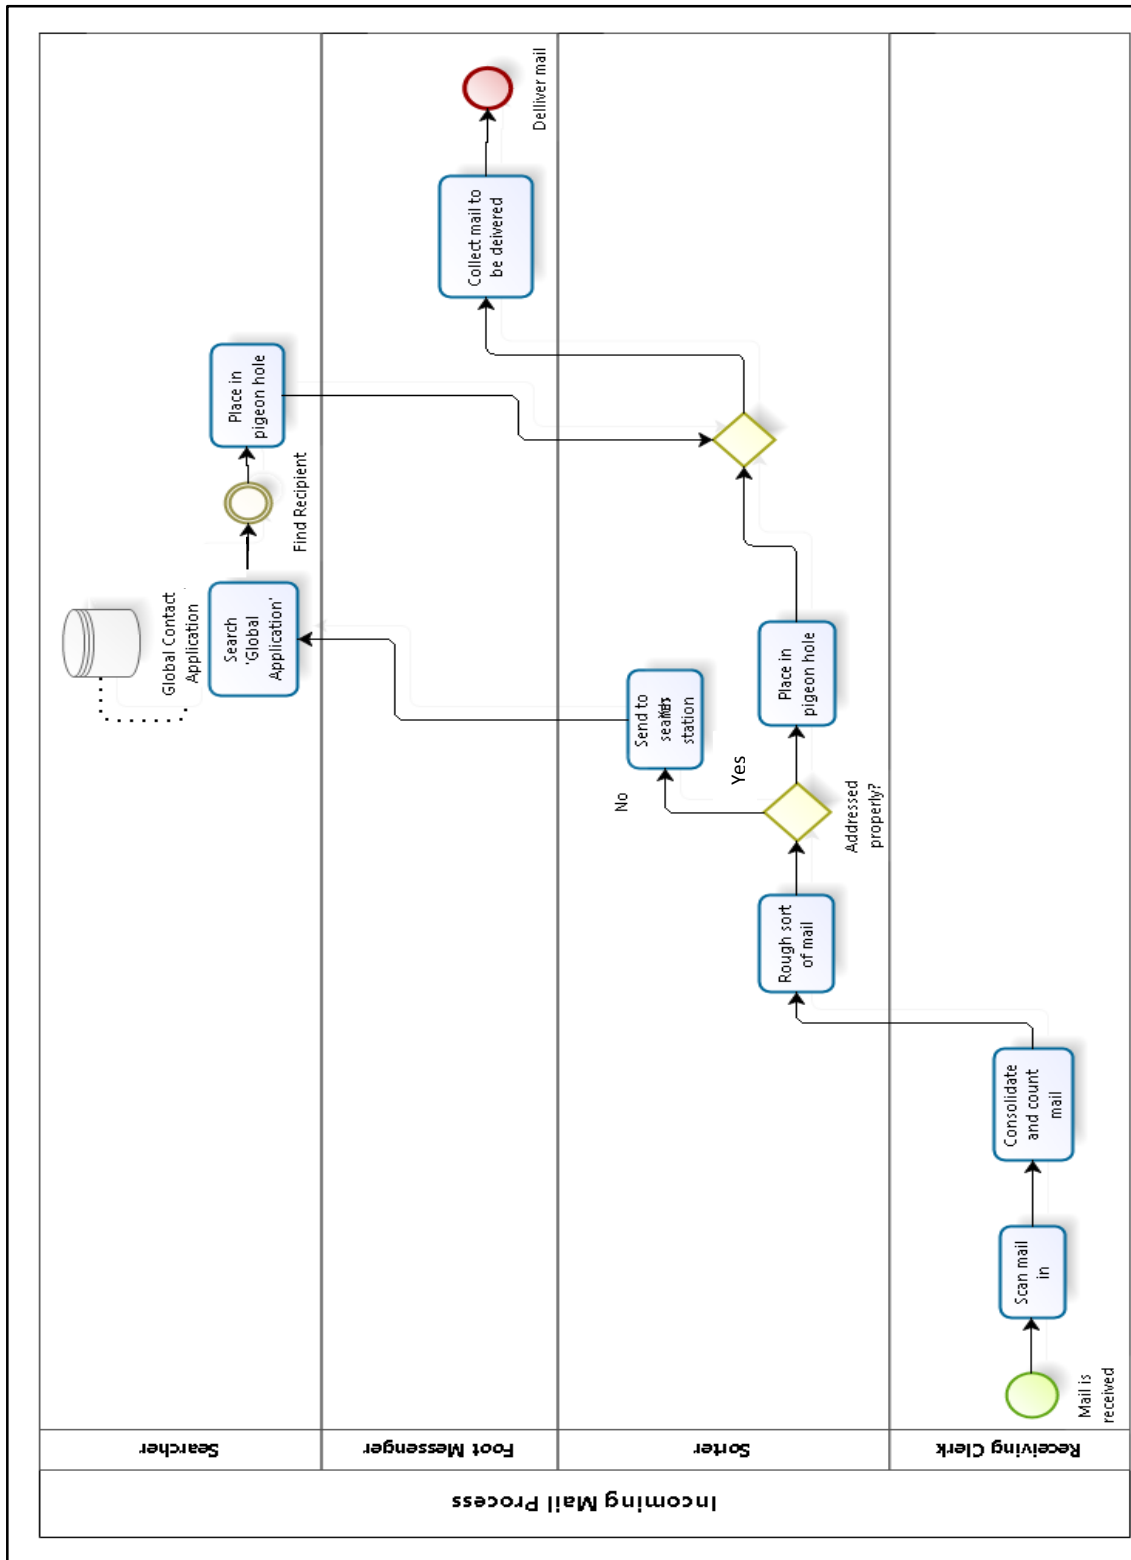 Incoming Mail Process
Searcher
Foot Messenger
Sorter
Receiving Clerk
Global Contact
Application
Search
'Global
Application'
Find Recipient
Place in
pigeon hole
Collect mail to
be deivered
Delliver mail
Send to
station
No
Yes
Place in
pigeon hole
Addressed
properly?
Rough sort
of mail
Consolidate
and count
mail
Scan mail
in
Mail is
received